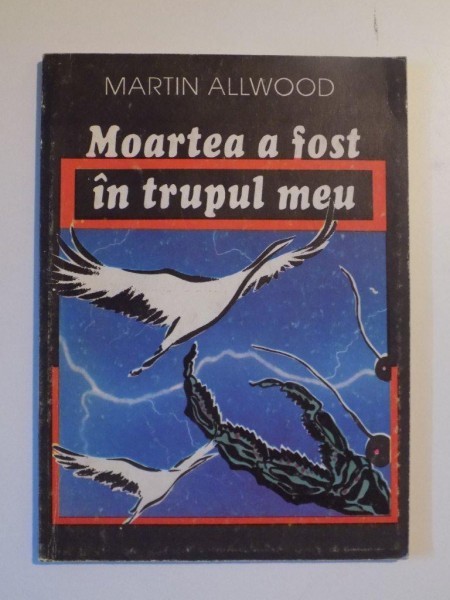 MARTIN ALLWOOD
Moartea a fost
în trupul meu